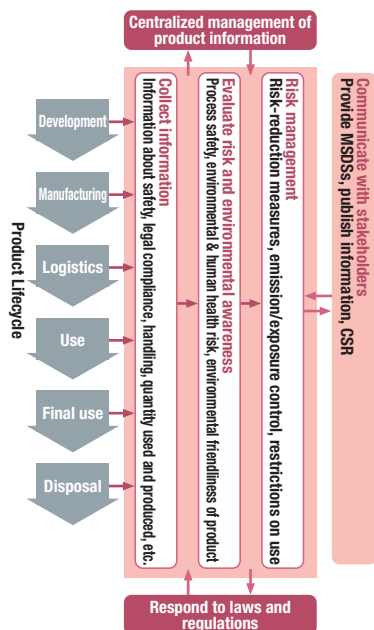 Centralized management of
product information
Communicate with stakeholders
Provide MSDSs, publish information, CSR
Risk management
Risk-reduction measures, emission/exposure control, restrictions on use
Evaluate risk and environmental awareness
Process safety, environmental & human health risk, environmental friendliness of product
Collect information
Information about safety, legal compliance, handling, quantity used and produced, etc.
Development
Manufacturing
Logistics
Use
Final use
Disposal
Product Lifecycle
Respond to laws and
regulations